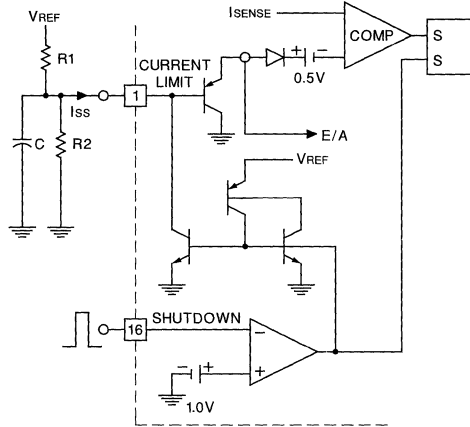 VREF
R1
ISS
C
R2
1
CURRENT
LIMIT
ISENSE
COMP
S
S
+ −
0.5V
E/A
VREF
16
SHUTDOWN
−
+
− +
1.0V